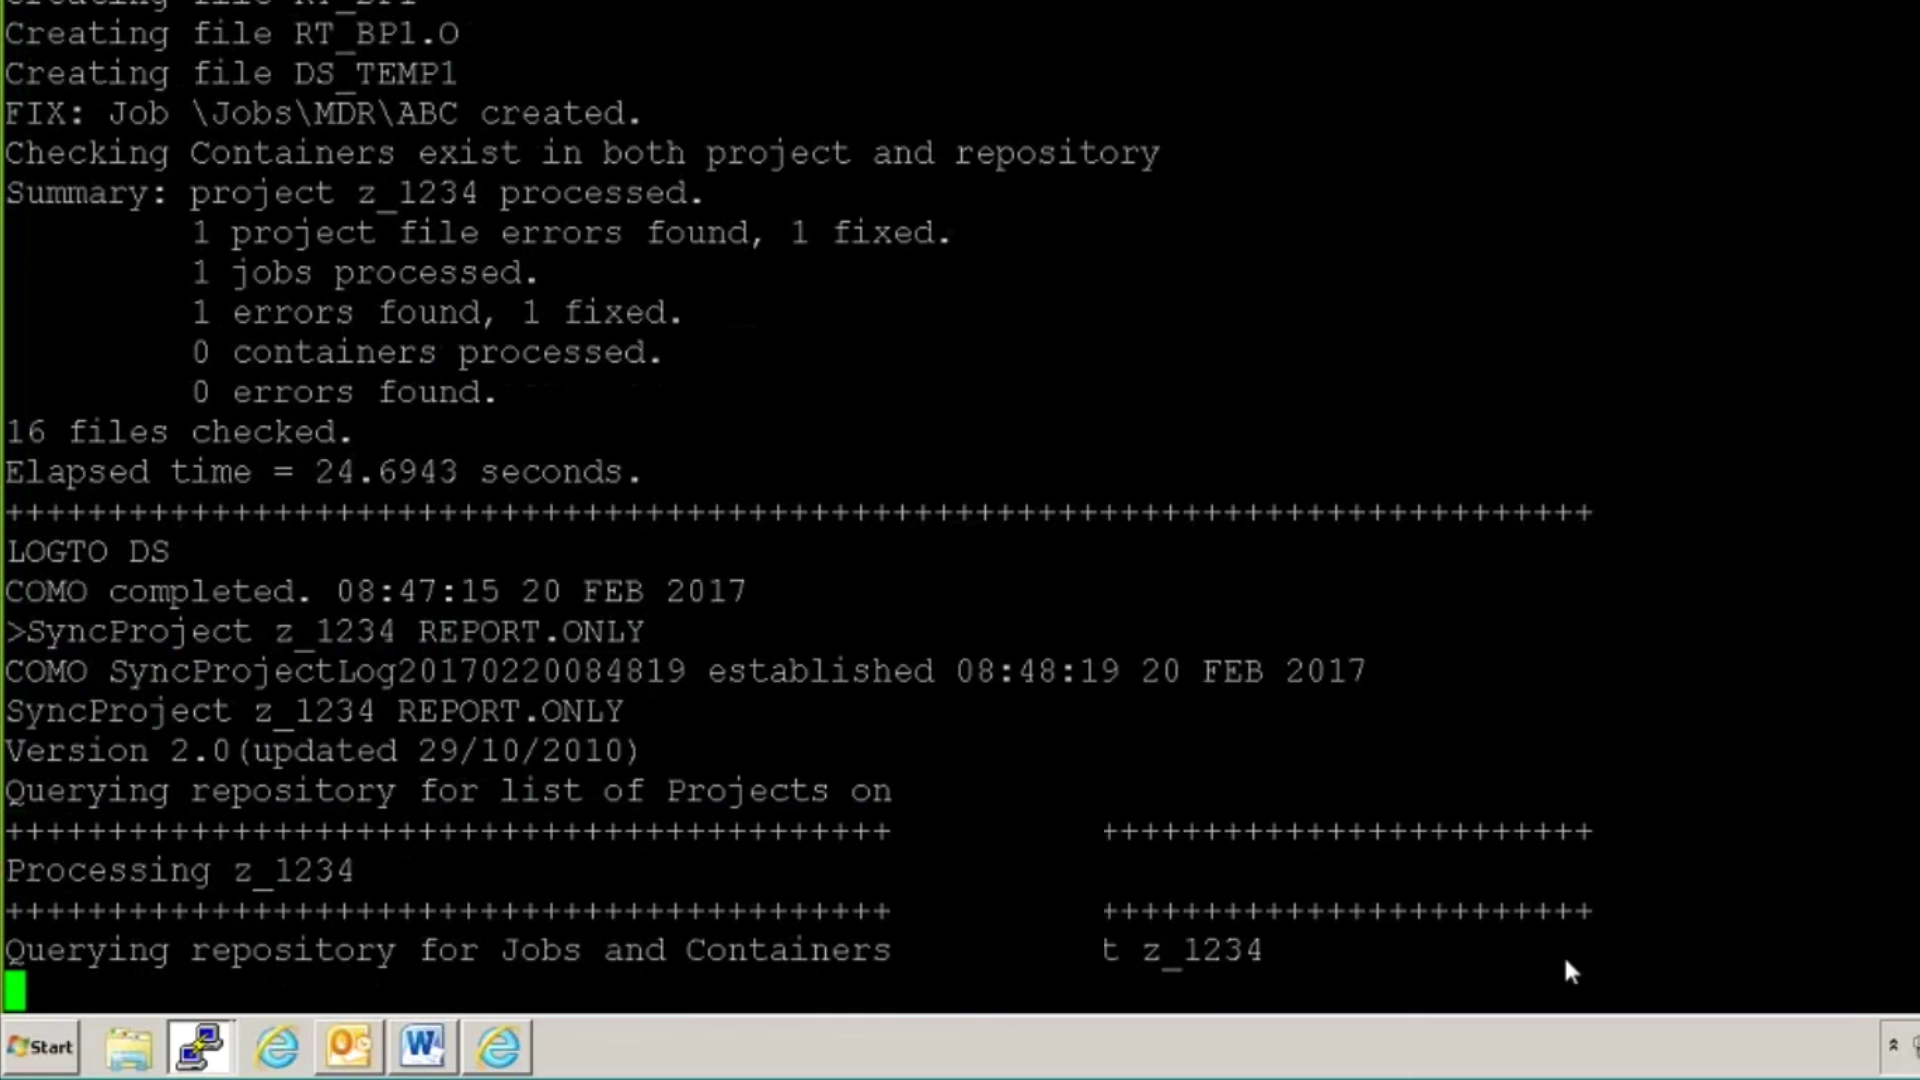 Creating file RT_BP1
Creating file RT_BP1.O
Creating file DS_TEMP1
FIX: Job \Jobs\MDR\ABC created.
Checking Containers exist in both project and repository
Summary: project z_1234 processed.
1 project file errors found, 1 fixed.
1 jobs processed.
1 errors found, 1 fixed.
0 containers processed.
0 errors found.
16 files checked.
Elapsed time = 24.6943 seconds.
+++++++++++++++++++++++++++++++++++++++++++++++++++++++++++++++++++++++++++++
LOGTO DS
COMO completed. 08:47:15 20 FEB 2017
>SyncProject z_1234 REPORT.ONLY
COMO SyncProjectLog20170220084819 established 08:48:19 20 FEB 2017
SyncProject z_1234 REPORT.ONLY
Version 2.0(updated 29/10/2010)
Querying repository for list of Projects on
+++++++++++++++++++++++++++++++++++++++++++ ++++++++++++++++++++++++
Processing z_1234
+++++++++++++++++++++++++++++++++++++++++++ ++++++++++++++++++++++++
Querying repository for Jobs and Containers t z_1234
Start